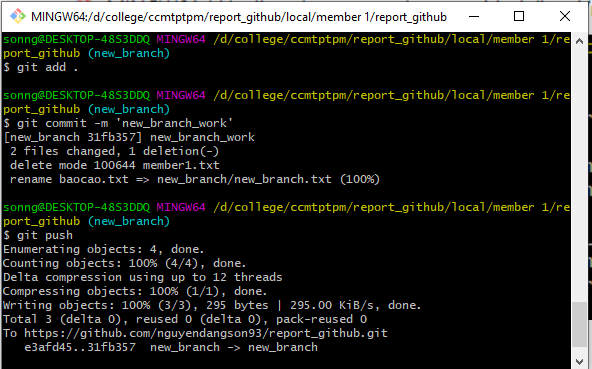 MINGW64:/d/college/ccmtptpm/report_github/local/member 1/report_github
sonng@DESKTOP-48S3DDQ MINGW64 /d/college/ccmtptpm/report_github/local/member 1/re
port_github (new_branch)
$ git add .
sonng@DESKTOP-48S3DDQ MINGW64 /d/college/ccmtptpm/report_github/local/member 1/re
port_github (new_branch)
$ git commit -m 'new_branch_work'
[new_branch 31fb357] new_branch_work
 2 files changed, 1 deletion(-)
 delete mode 100644 member1.txt
 rename baocao.txt => new_branch/new_branch.txt (100%)
sonng@DESKTOP-48S3DDQ MINGW64 /d/college/ccmtptpm/report_github/local/member 1/re
port_github (new_branch)
$ git push
Enumerating objects: 4, done.
Counting objects: 100% (4/4), done.
Delta compression using up to 12 threads
Compressing objects: 100% (1/1), done.
Writing objects: 100% (3/3), 295 bytes | 295.00 KiB/s, done.
Total 3 (delta 0), reused 0 (delta 0), pack-reused 0
To https://github.com/nguyendangson93/report_github.git
   e3afd45..31fb357  new_branch -> new_branch